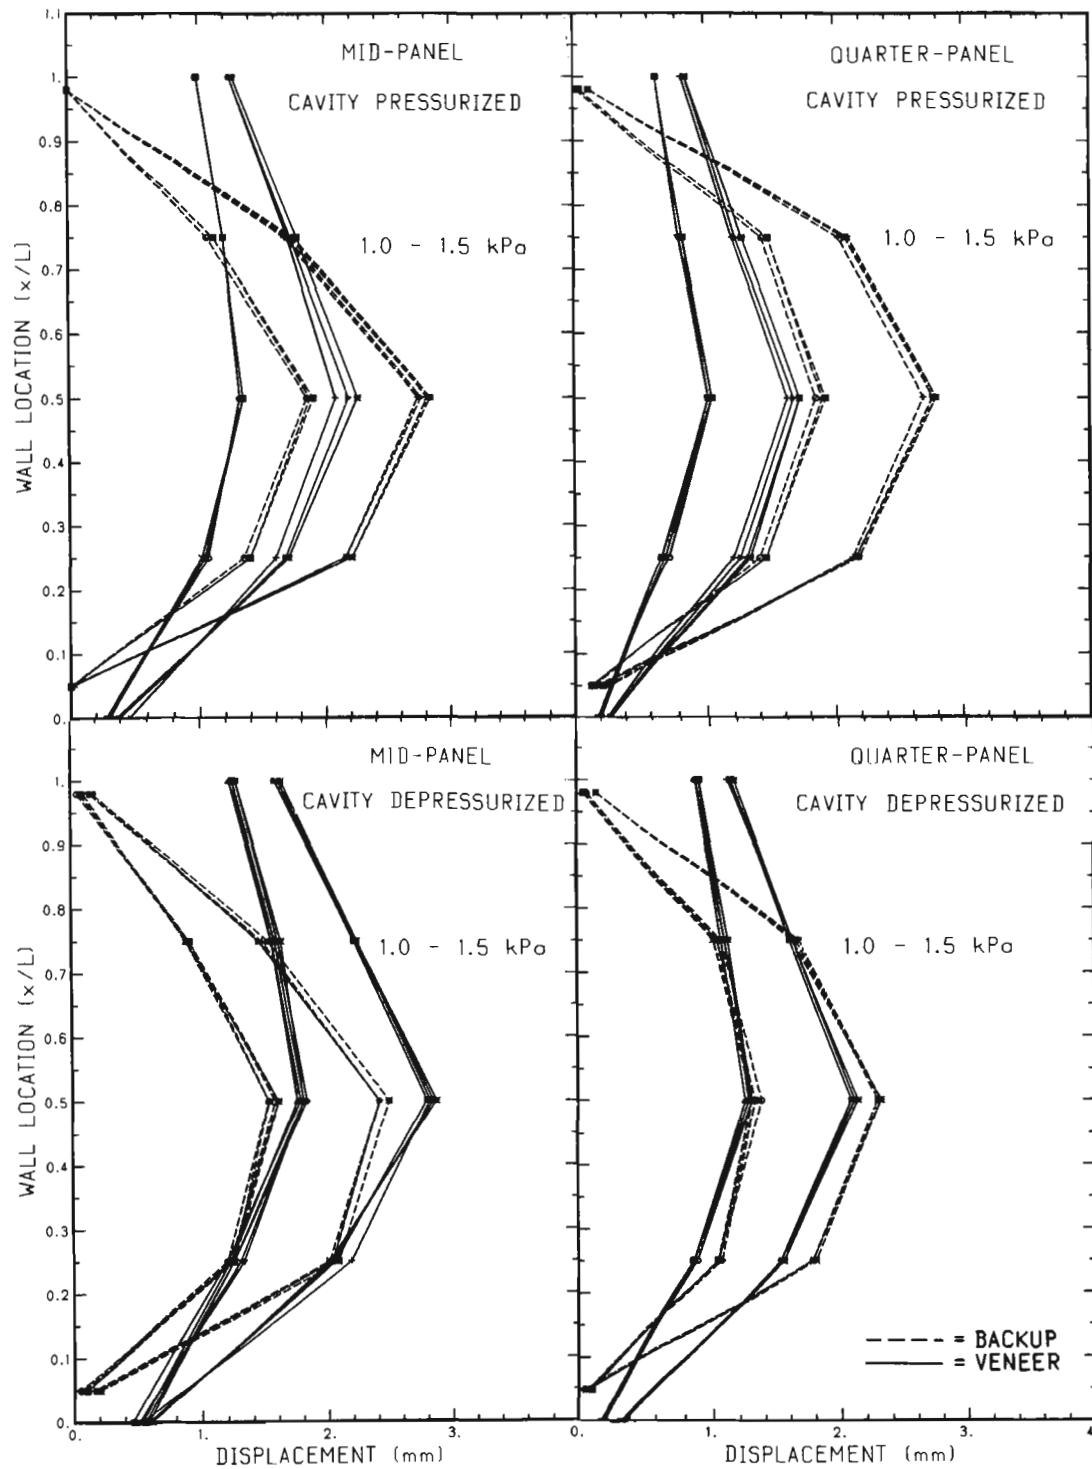 1.1
1.
0.9
0.8
0.7
0.6
0.5
0.4
0.3
0.2
0.1
0.
WALL LOCATION (x/L)
MID-PANEL
CAVITY PRESSURIZED
1.0 - 1.5 kPa
QUARTER-PANEL
CAVITY PRESSURIZED
1.0 - 1.5 kPa
1.
0.9
0.8
0.7
0.6
0.5
0.4
0.3
0.2
0.1
0.
WALL LOCATION (x/L)
MID-PANEL
CAVITY DEPRESSURIZED
1.0 - 1.5 kPa
QUARTER-PANEL
CAVITY DEPRESSURIZED
1.0 - 1.5 kPa
= BACKUP
= VENEER
0. 1. 2. 3.
DISPLACEMENT (mm)
0. 1. 2. 3. 4
DISPLACEMENT (mm)